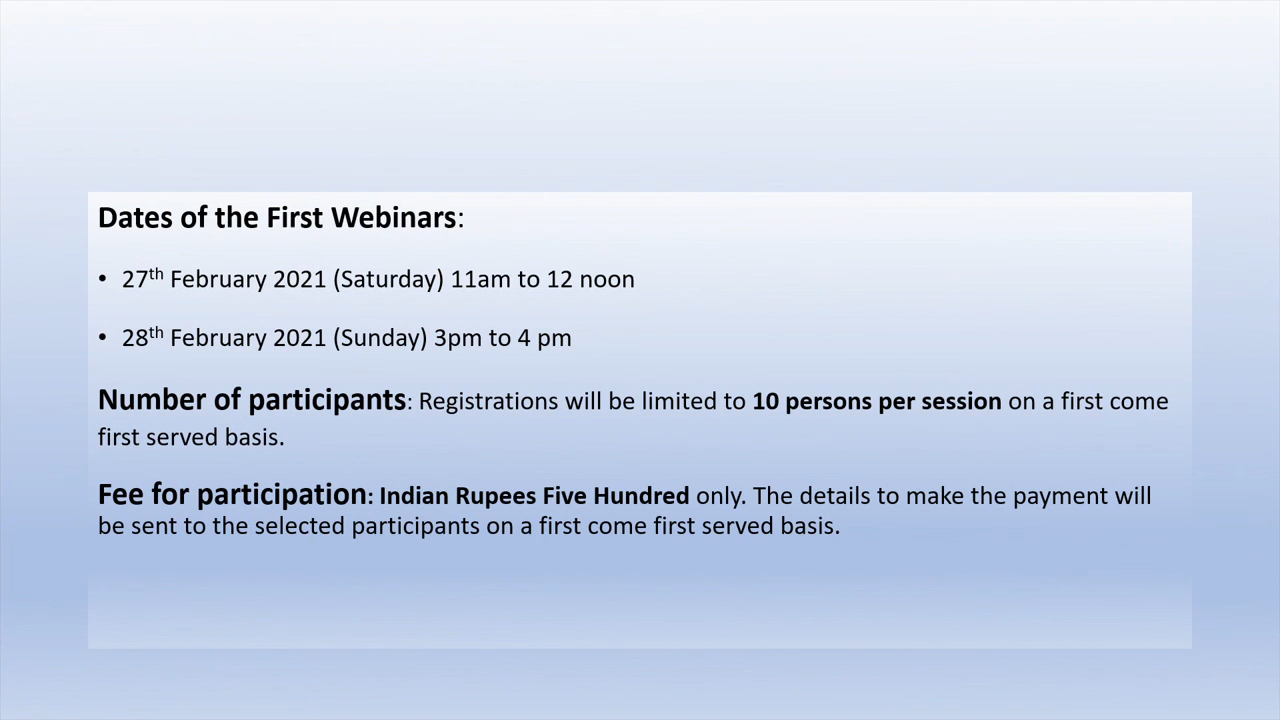 Dates of the First Webinars:
• 27th February 2021 (Saturday) 11am to 12 noon
• 28th February 2021 (Sunday) 3pm to 4 pm
Number of participants: Registrations will be limited to 10 persons per session on a first come
first served basis.
Fee for participation: Indian Rupees Five Hundred only. The details to make the payment will
be sent to the selected participants on a first come first served basis.